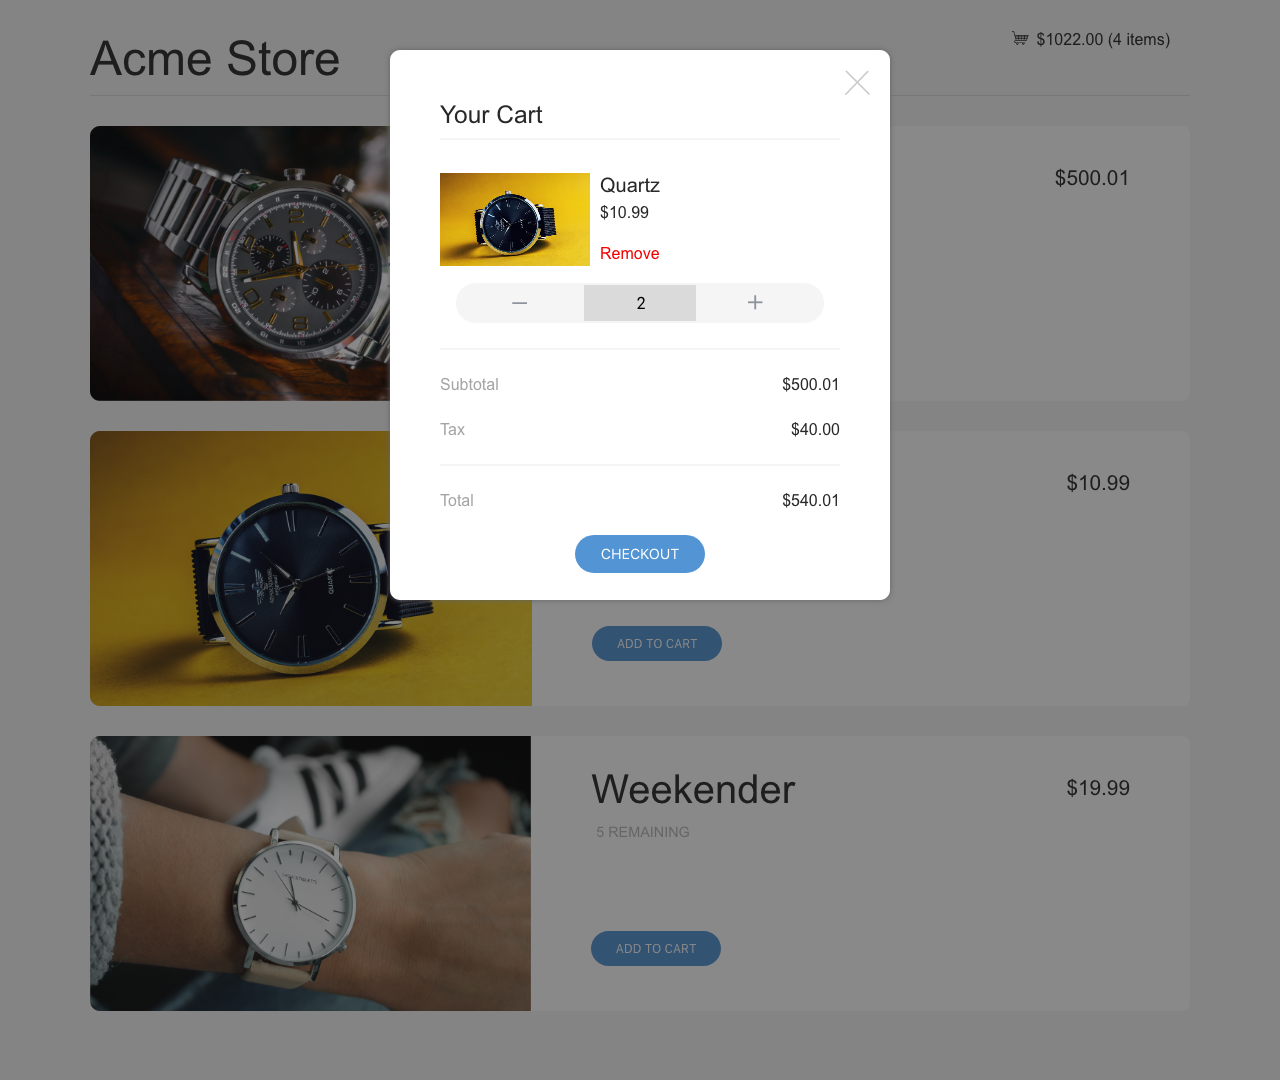 Acme Store
$1022.00 (4 items)
Your Cart
Quartz
$10.99
Remove
2
Subtotal
$500.01
Tax
$40.00
Total
$540.01
CHECKOUT
$500.01
$10.99
QUARTZ
ADD TO CART
Weekender
$19.99
5 REMAINING
ADD TO CART